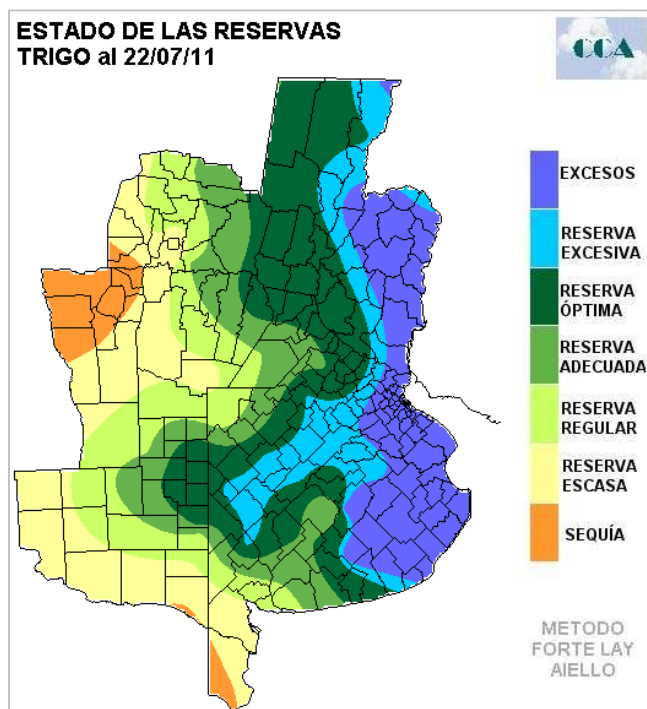 ESTADO DE LAS RESERVAS
TRIGO al 22/07/11
CCA
EXCESOS
RESERVA
EXCESIVA
RESERVA
ÓPTIMA
RESERVA
ADECUADA
RESERVA
REGULAR
RESERVA
ESCASA
SEQUÍA
METODO
FORTE LAY
AIELLO